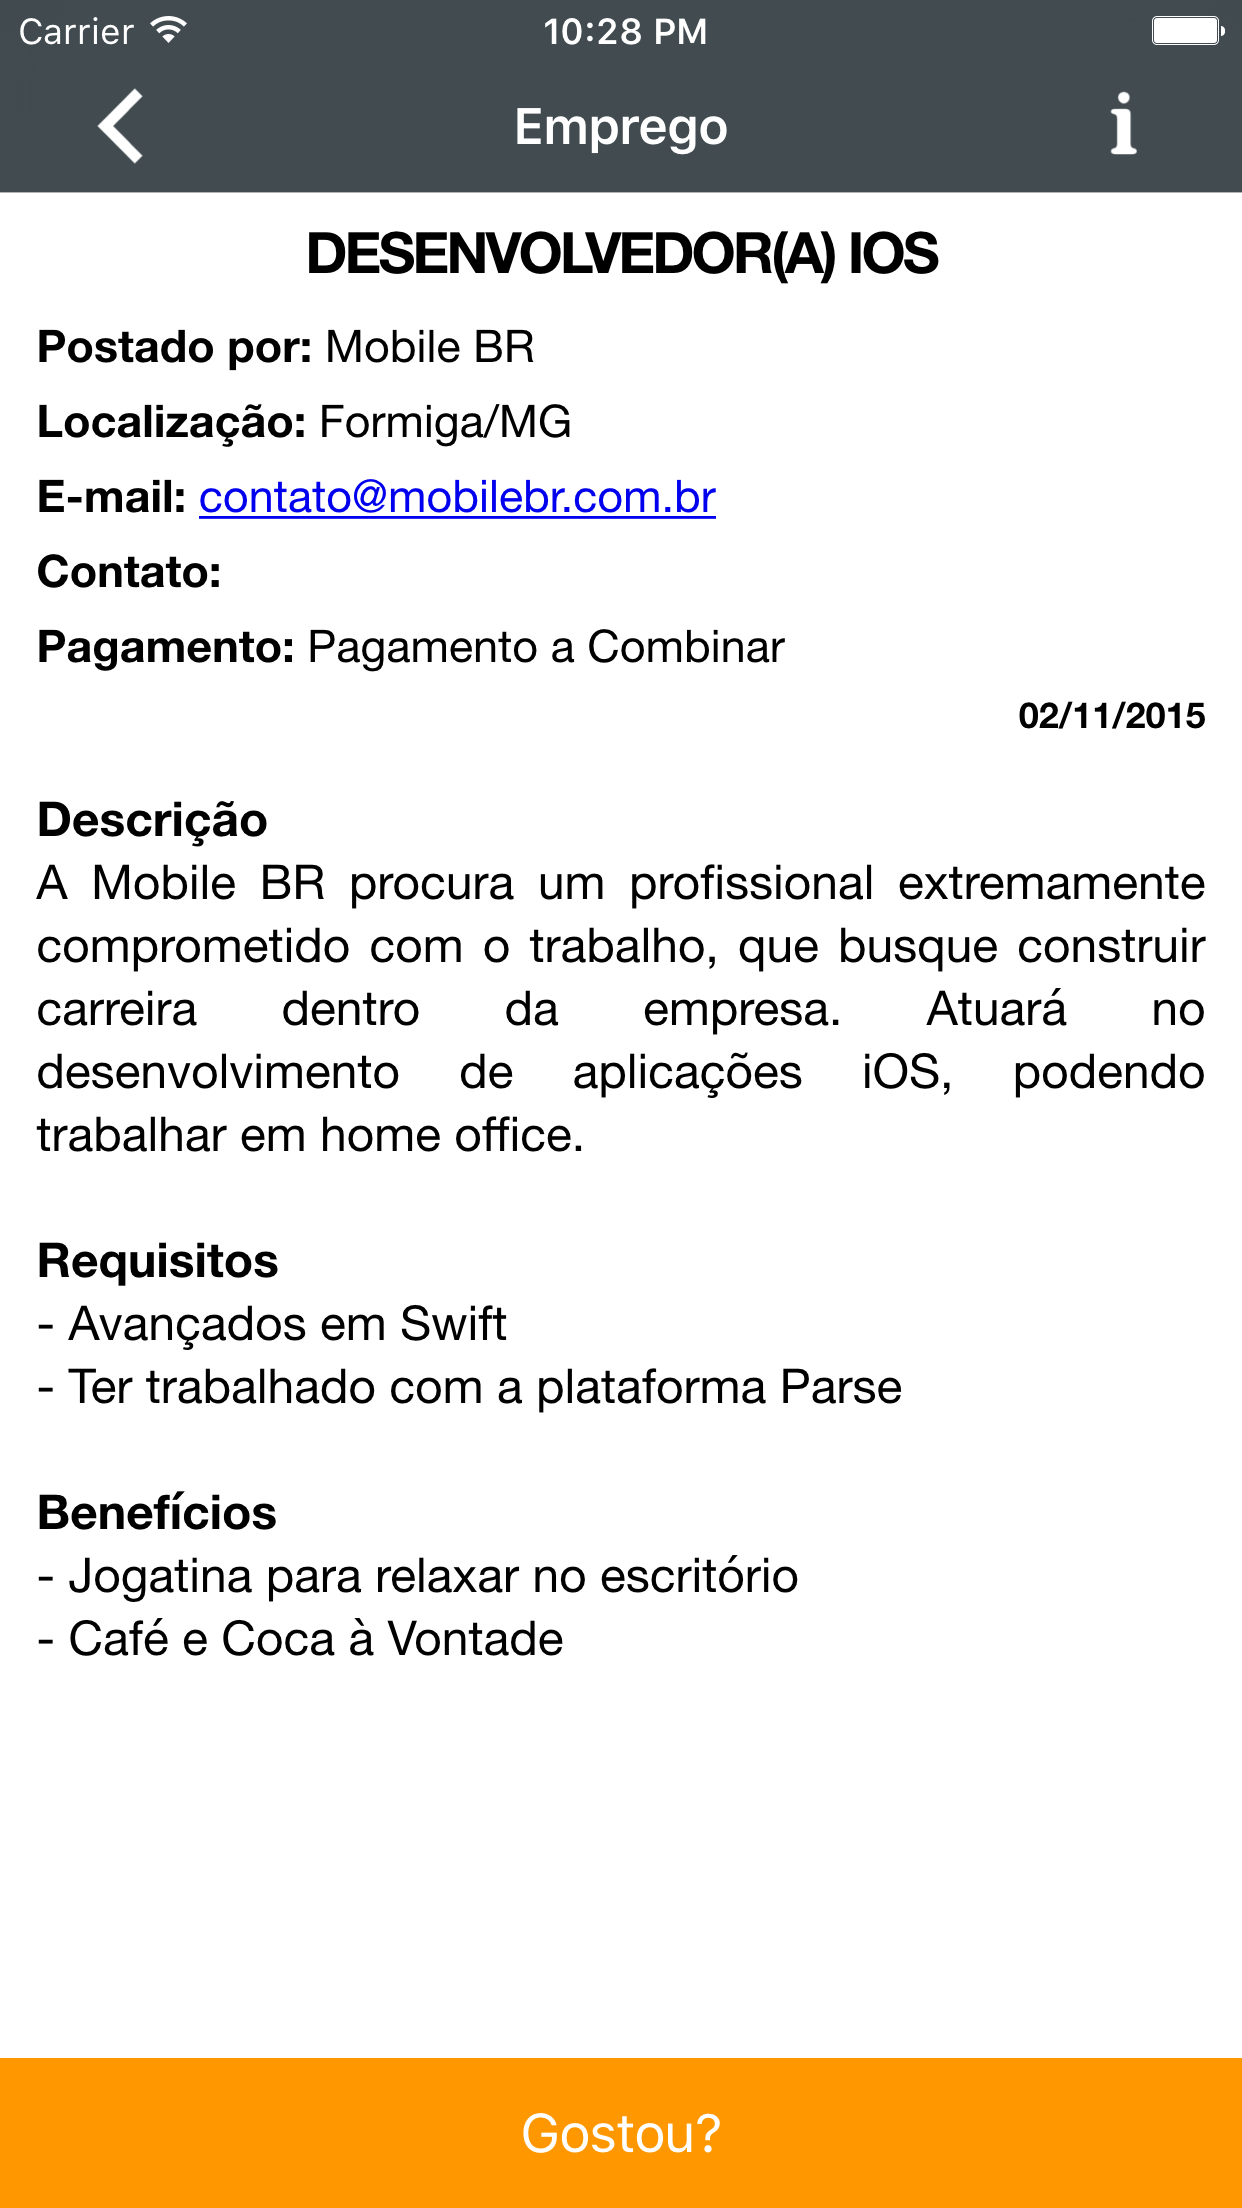 Carrier 10:28 PM
Emprego
DESENVOLVEDOR(A) IOS
Postado por: Mobile BR
Localização: Formiga/MG
E-mail: contato@mobilebr.com.br
Contato:
Pagamento: Pagamento a Combinar
02/11/2015
Descrição
A Mobile BR procura um profissional extremamente
comprometido com o trabalho, que busque construir
carreira dentro da empresa. Atuará no
desenvolvimento de aplicações iOS, podendo
trabalhar em home office.
Requisitos
- Avançados em Swift
- Ter trabalhado com a plataforma Parse
Benefícios
- Jogatina para relaxar no escritório
- Café e Coca à Vontade
Gostou?